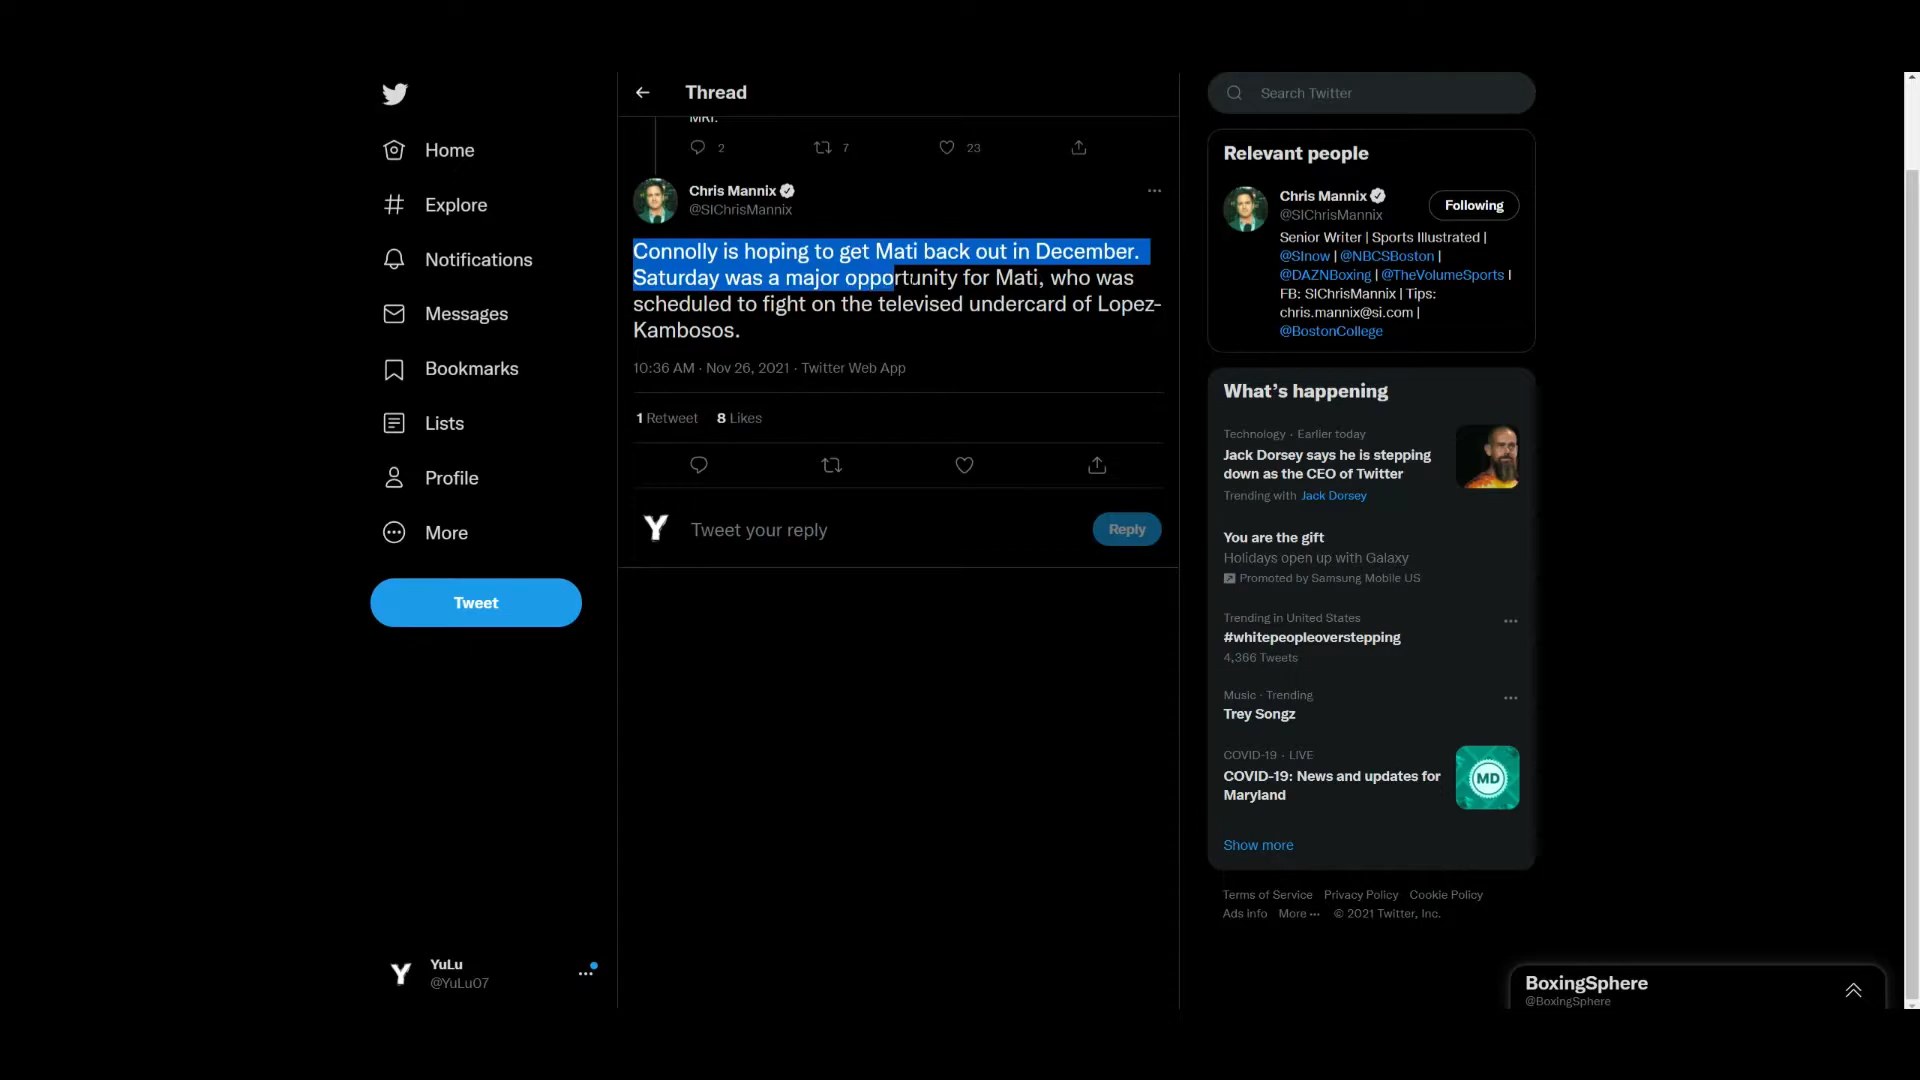 Home
Explore
Notifications
Messages
Bookmarks
Lists
Profile
More
Tweet
YuLu
@YuLu07
Thread
MRI.
2 7 23
Chris Mannix
@SIChrisMannix
Connolly is hoping to get Mati back out in December.
Saturday was a major opportunity for Mati, who was
scheduled to fight on the televised undercard of Lopez-
Kambosos.
10:36 AM · Nov 26, 2021 · Twitter Web App
1 Retweet 8 Likes
Y Tweet your reply Reply
Search Twitter
Relevant people
Chris Mannix
@SIChrisMannix
Following
Senior Writer | Sports Illustrated |
@SInow | @NBCSBoston |
@DAZNBoxing | @TheVolumeSports |
FB: SIChrisMannix | Tips:
chris.mannix@si.com |
@BostonCollege
What's happening
Technology · Earlier today
Jack Dorsey says he is stepping
down as the CEO of Twitter
Trending with Jack Dorsey
You are the gift
Holidays open up with Galaxy
Promoted by Samsung Mobile US
Trending in United States
#whitepeopleoverstepping
4,366 Tweets
Music · Trending
Trey Songz
COVID-19 · LIVE
COVID-19: News and updates for
Maryland
MD
Show more
Terms of Service Privacy Policy Cookie Policy
Ads info More ··· © 2021 Twitter, Inc.
BoxingSphere
@BoxingSphere